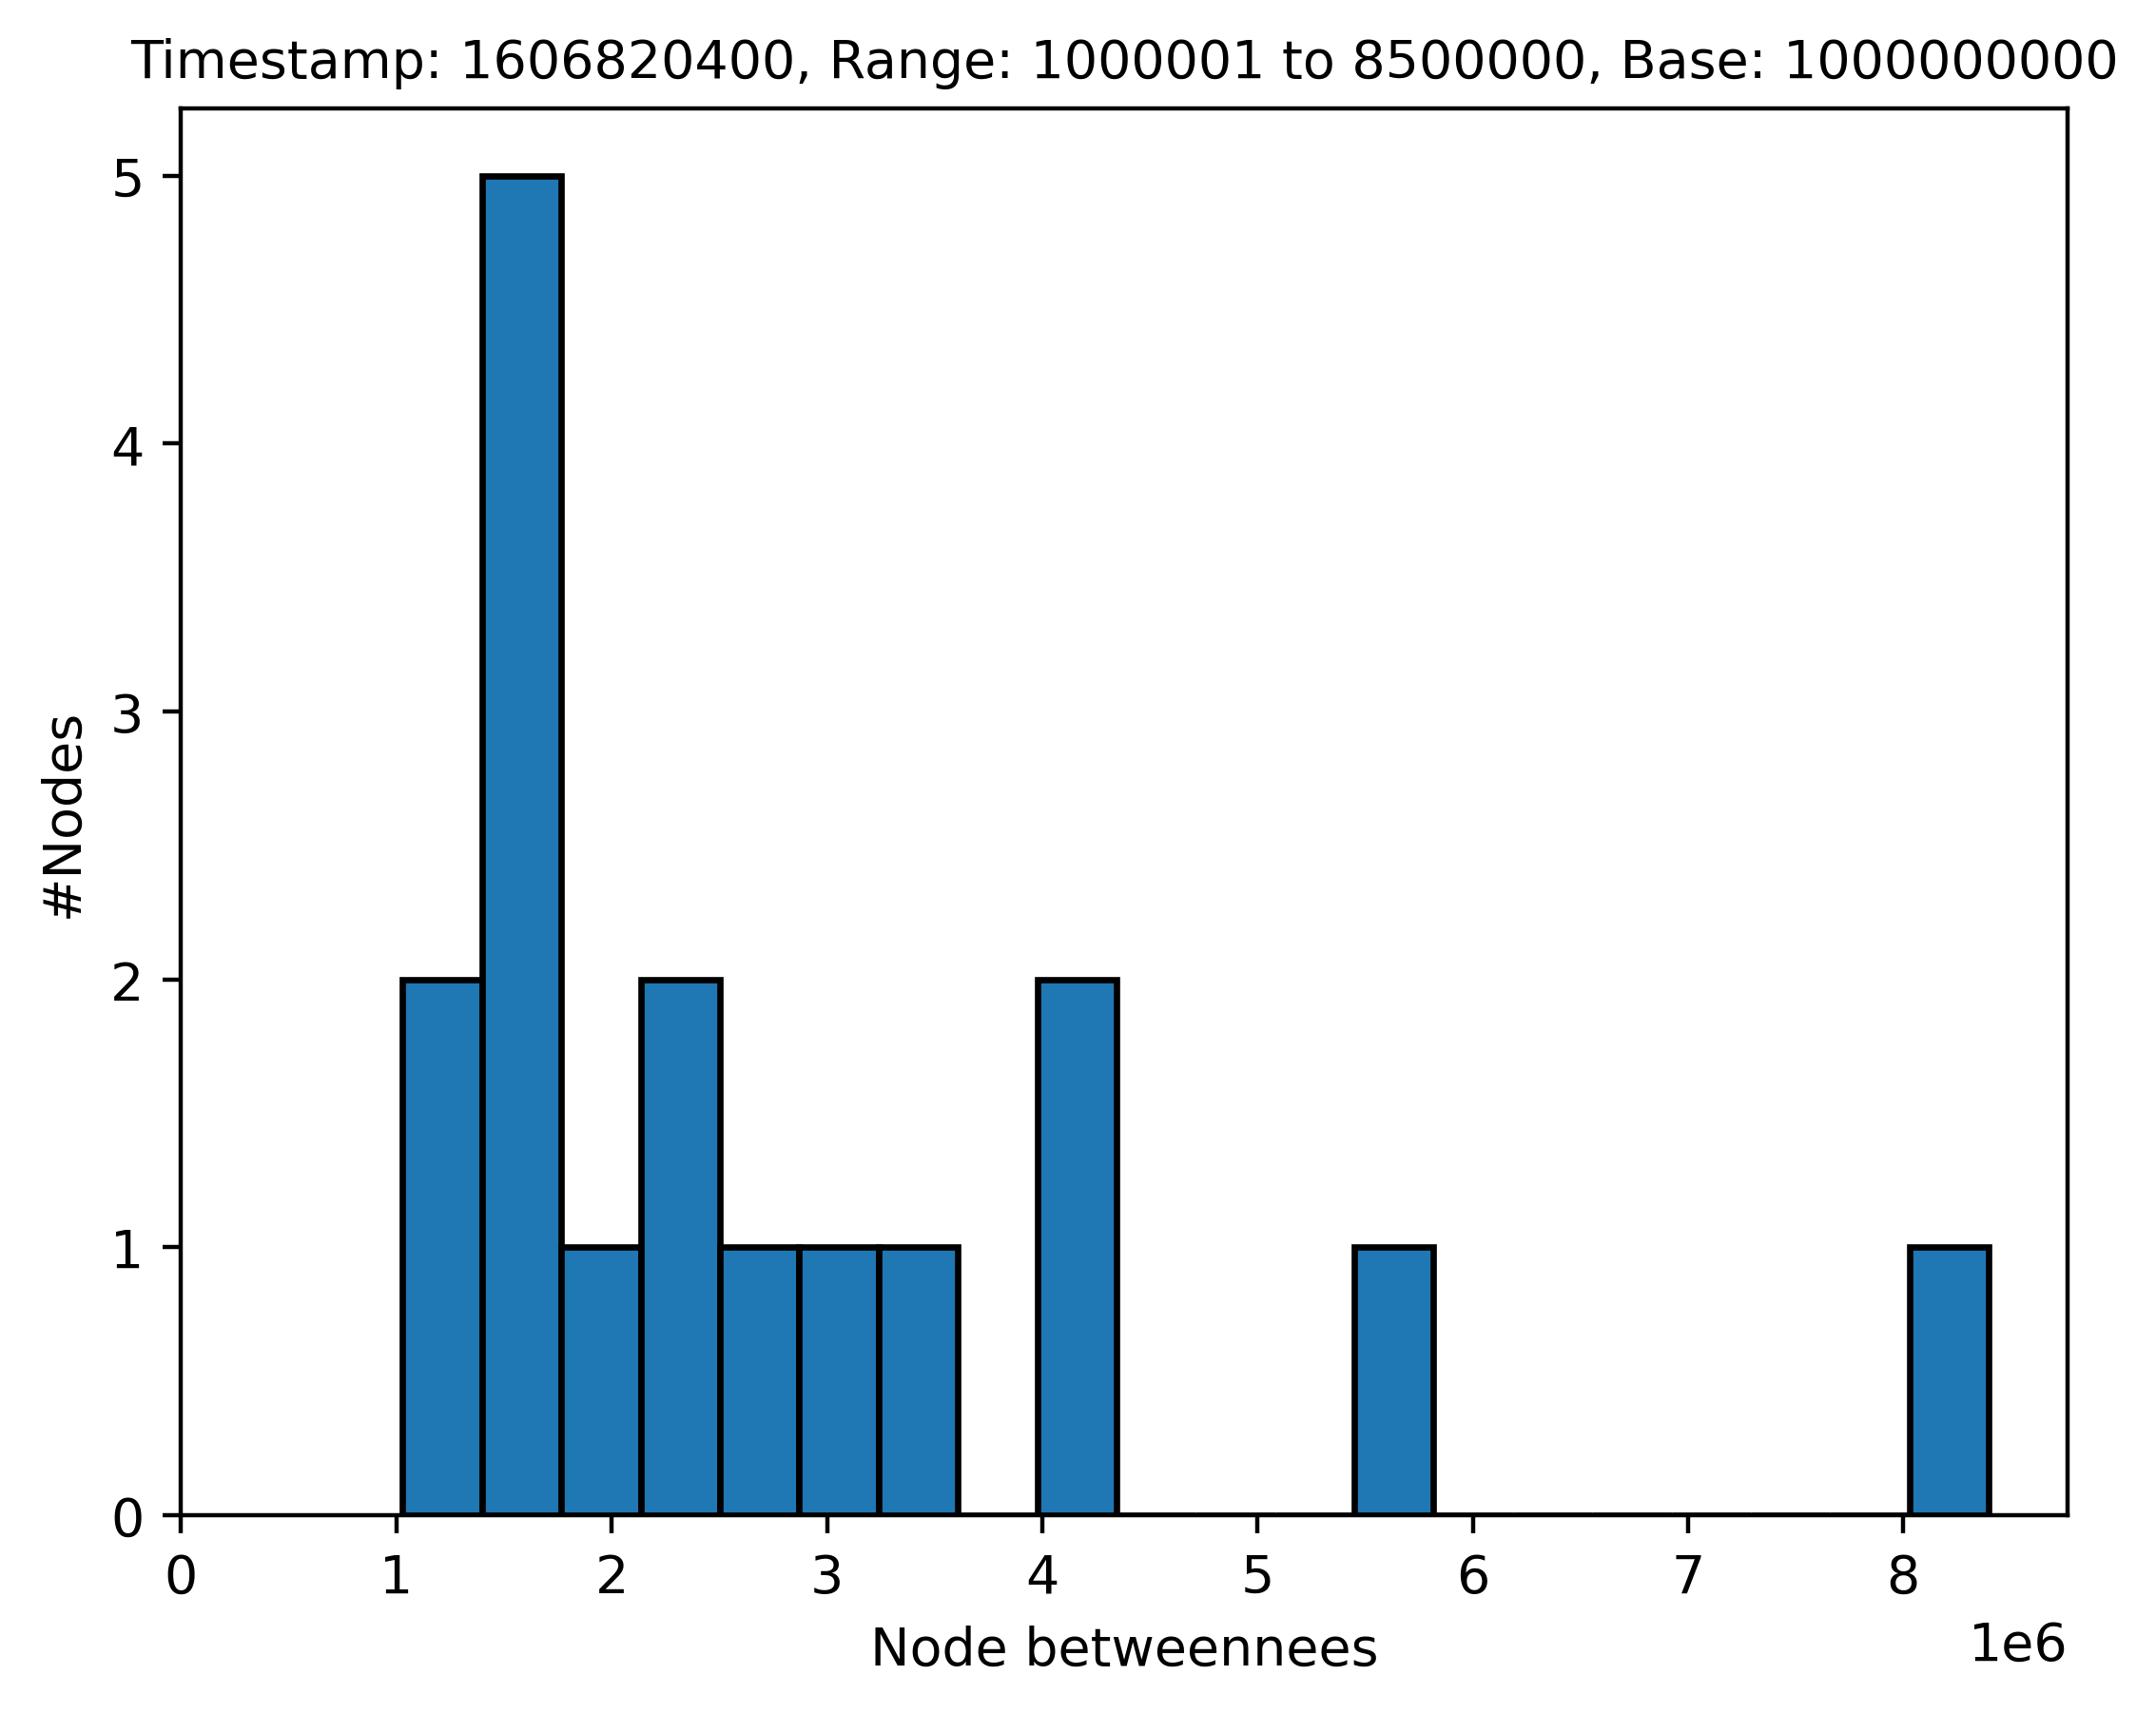 Timestamp: 1606820400, Range: 1000001 to 8500000, Base: 1000000000
5
4
3
2
1
0
#Nodes
0 1 2 3 4 5 6 7 8
1e6
Node betweennees